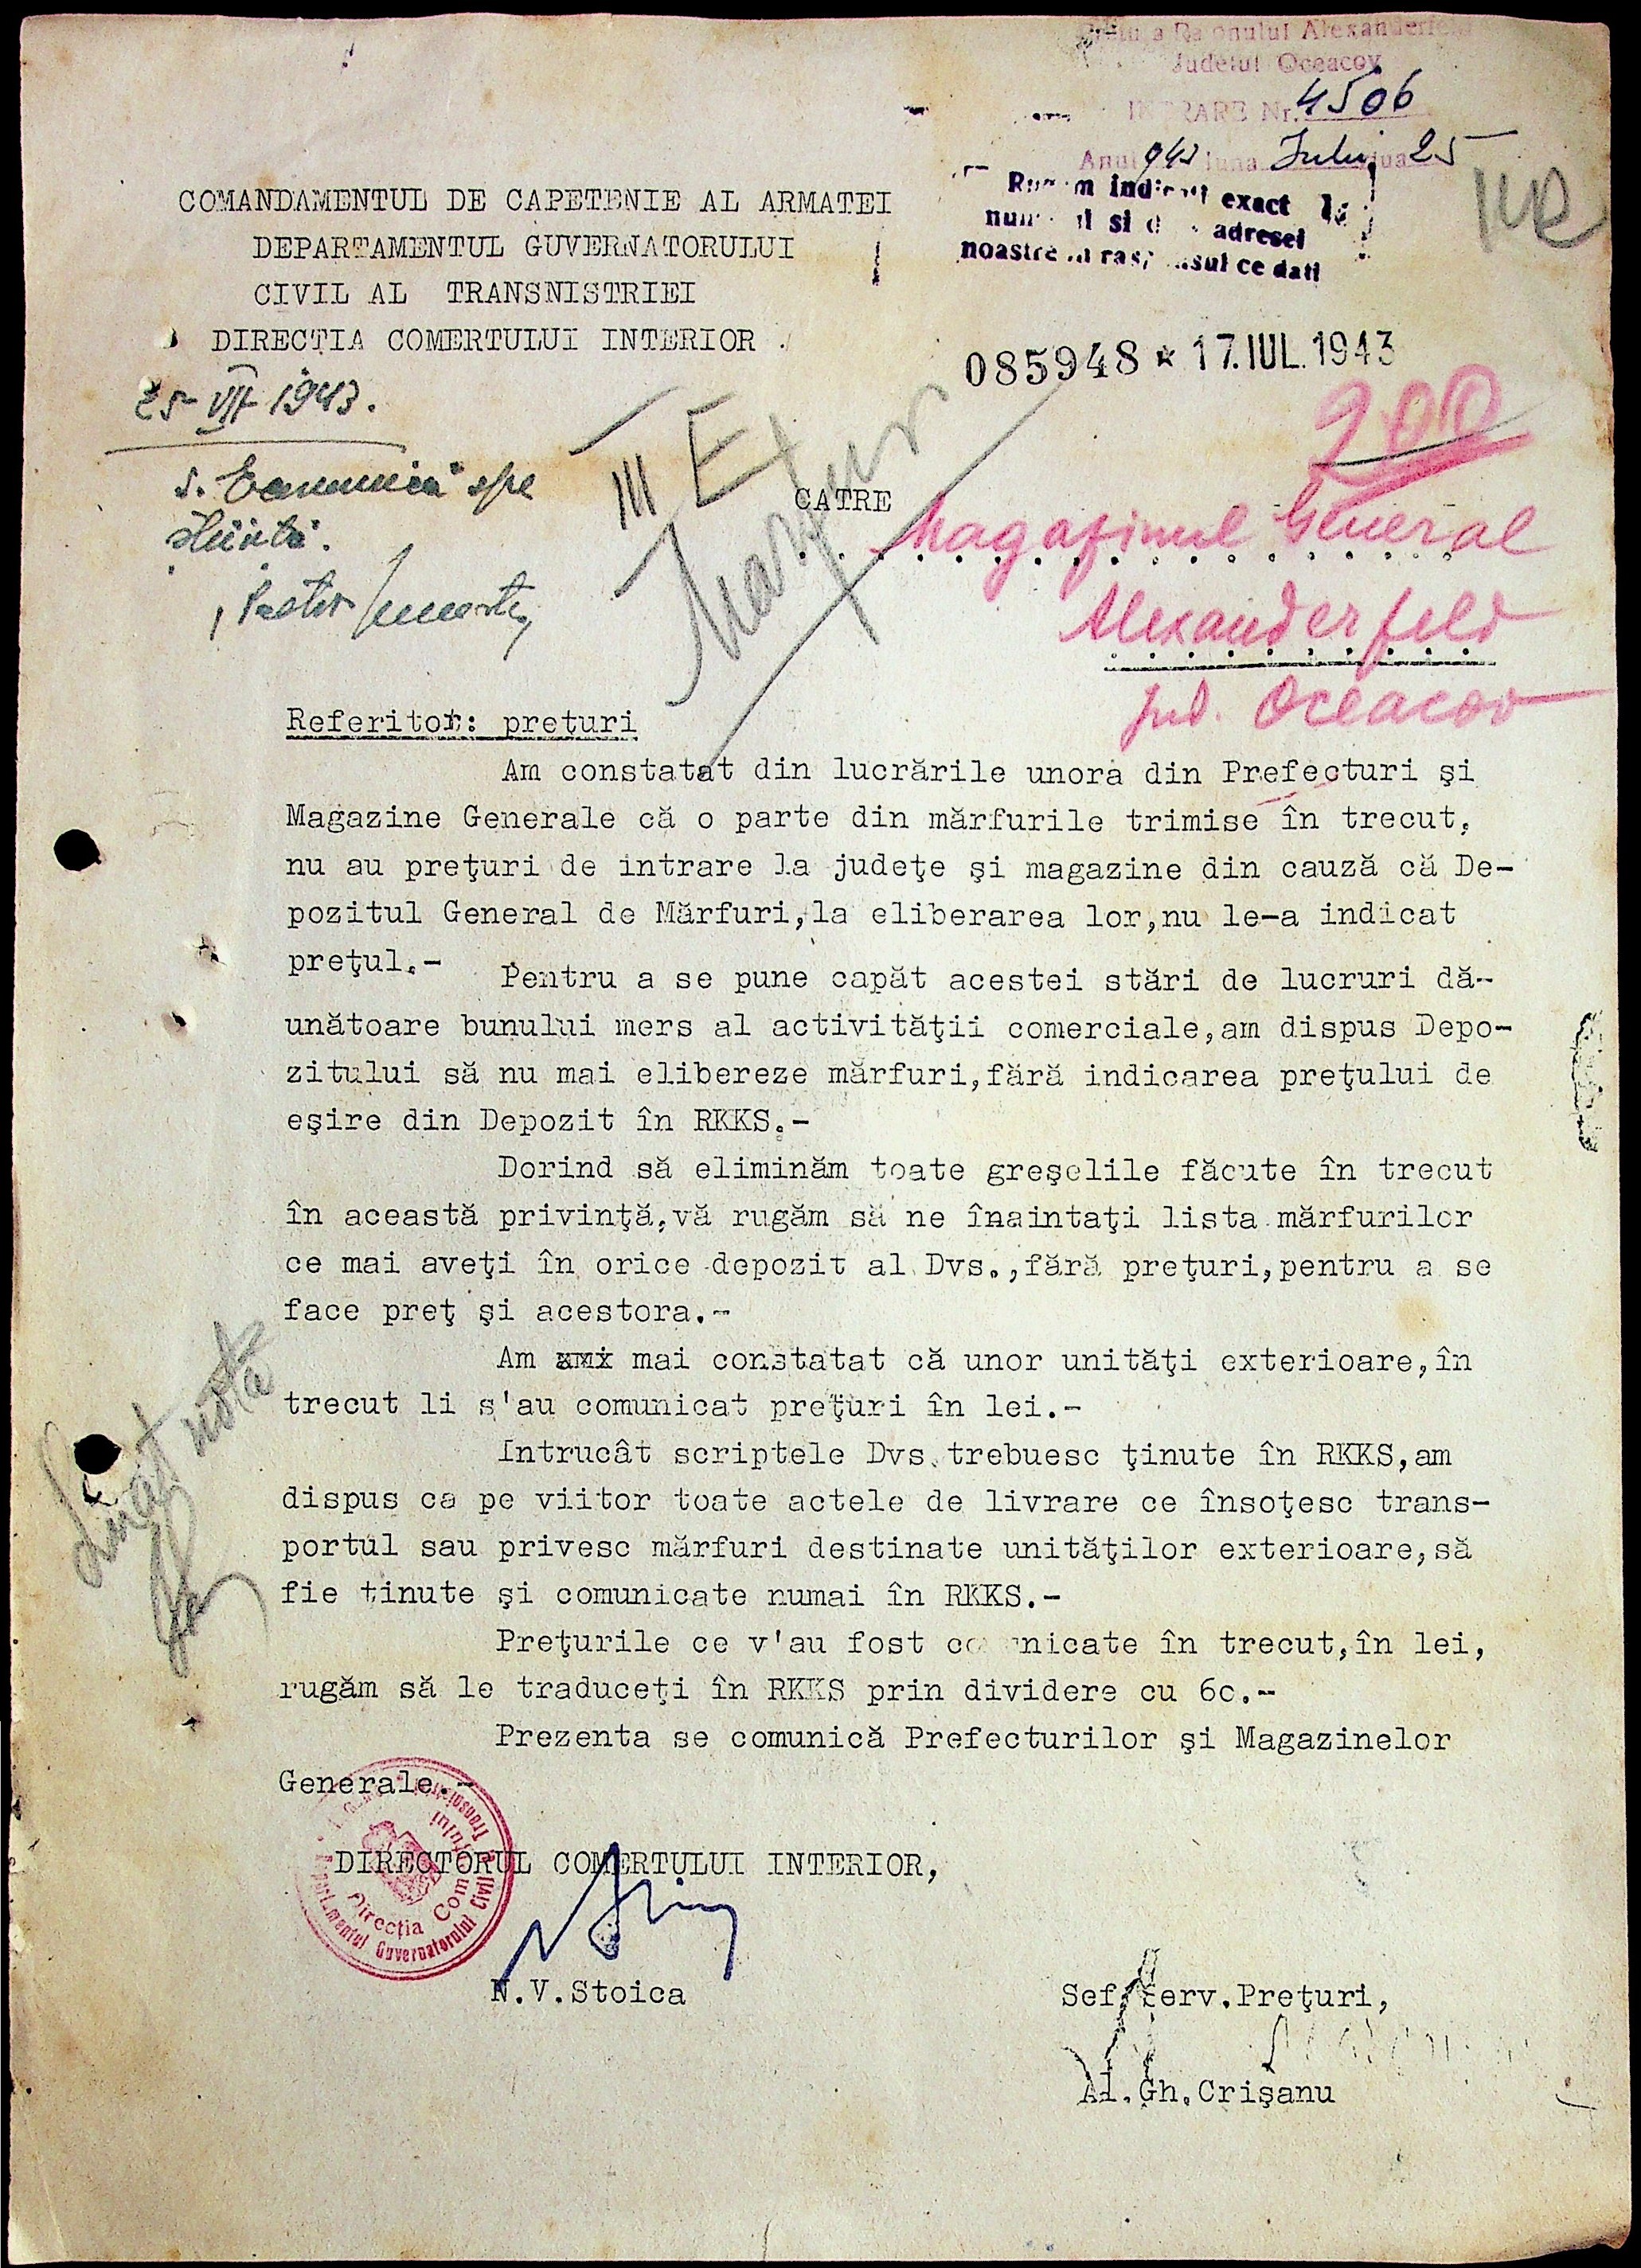 Judetul Oceacov
INTRARE Nr. 4506
Anul 943 luna Iulie ziua 25
exact
adresei
noastre ce dati
COMANDAMENTUL DE CAPETENIE AL ARMATEI
DEPARTAMENTUL GUVERNATORULUI
CIVIL AL TRANSNISTRIEI
DIRECŢIA COMERTULUI INTERIOR
085948 * 17.IUL.1943
25 VII 1943.
900
III
CATRE
Magazinul General
Alexanderfeld
jud. Oceacov
Referitor: preţuri
Am constatat din lucrările unora din Prefecturi şi
Magazine Generale că o parte din mărfurile trimise în trecut,
nu au preţuri de intrare la judeţe şi magazine din cauză că De-
pozitul General de Mărfuri,la eliberarea lor,nu le-a indicat
preţul.-
Pentru a se pune capăt acestei stări de lucruri dă-
unătoare bunului mers al activităţii comerciale,am dispus Depo-
zitului să nu mai elibereze mărfuri,fără indicarea preţului de
eşire din Depozit în RKKS.-
Dorind să eliminăm toate greşelile făcute în trecut
în această privinţă,vă rugăm să ne înaintaţi lista mărfurilor
ce mai aveţi în orice depozit al Dvs.,fără preţuri,pentru a se
face preţ şi acestora.-
Am mai constatat că unor unităţi exterioare,în
trecut li s'au comunicat preţuri în lei.-
Intrucât scriptele Dvs.trebuesc ţinute în RKKS,am
dispus ca pe viitor toate actele de livrare ce însoţesc trans-
portul sau privesc mărfuri destinate unităţilor exterioare,să
fie ţinute şi comunicate numai în RKKS.-
Preţurile ce v'au fost comunicate în trecut,în lei,
rugăm să le traduceţi în RKKS prin dividere cu 6o.-
Prezenta se comunică Prefecturilor şi Magazinelor
Generale.-
Luat notă
DIRECTORUL COMERTULUI INTERIOR,
Direcţia Comerţului
Guvernatorului Civil
N.V.Stoica
Sef Serv.Preţuri,
Al.Gh.Crişanu